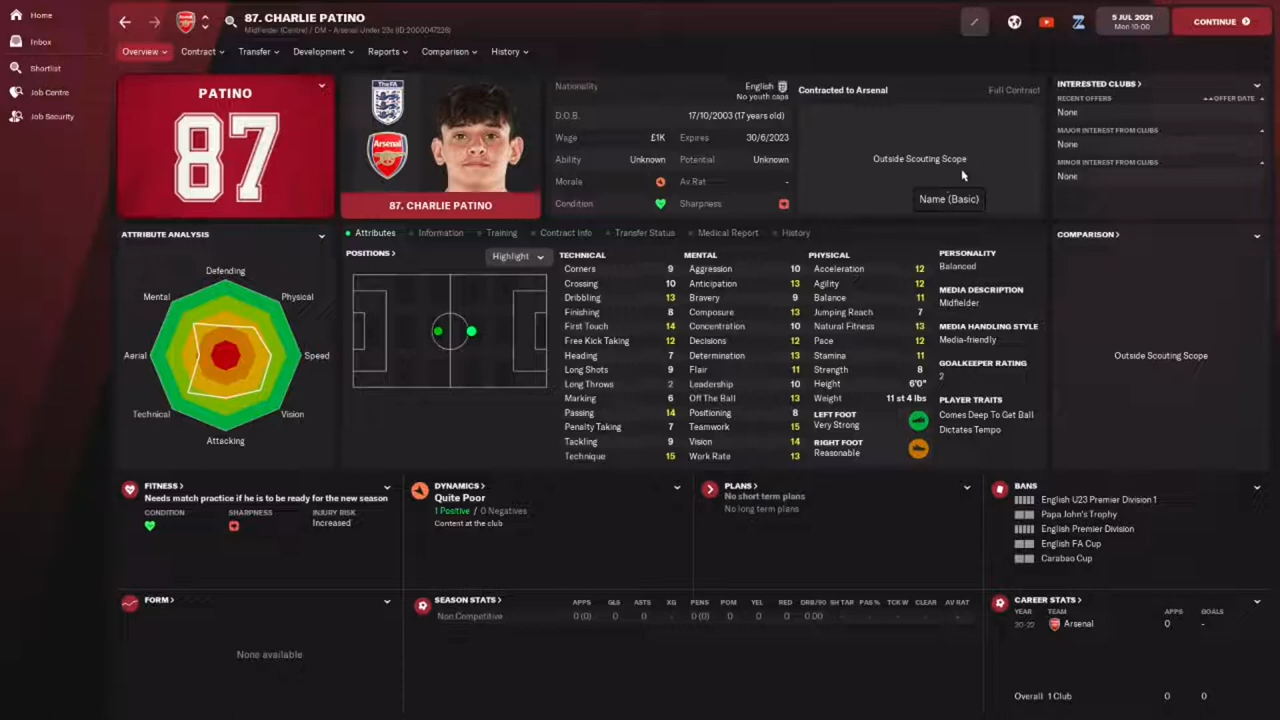 Home
Inbox
Shortlist
Job Centre
Job Security
87. CHARLIE PATINO
Midfielder (Centre) / DM - Arsenal Under 23s (ID:2000047226)
5 JUL 2021
Mon 10:00
CONTINUE
Overview
Contract
Transfer
Development
Reports
Comparison
History
PATINO
87
The FA
Arsenal
87. CHARLIE PATINO
Nationality English
No youth caps
D.O.B. 17/10/2003 (17 years old)
Wage £1K Expires 30/6/2023
Ability Unknown Potential Unknown
Morale Av Rat -
Condition Sharpness
Contracted to Arsenal Full Contract
Outside Scouting Scope
Name (Basic)
INTERESTED CLUBS >
RECENT OFFERS OFFER DATE
None
MAJOR INTEREST FROM CLUBS
None
MINOR INTEREST FROM CLUBS
None
ATTRIBUTE ANALYSIS
Defending
Physical
Speed
Vision
Attacking
Technical
Aerial
Mental
Attributes
Information
Training
Contract Info
Transfer Status
Medical Report
History
POSITIONS >
Highlight
TECHNICAL
Corners 9
Crossing 10
Dribbling 13
Finishing 8
First Touch 14
Free Kick Taking 12
Heading 7
Long Shots 9
Long Throws 2
Marking 6
Passing 14
Penalty Taking 7
Tackling 9
Technique 15
MENTAL
Aggression 10
Anticipation 13
Bravery 9
Composure 13
Concentration 10
Decisions 12
Determination 13
Flair 11
Leadership 10
Off The Ball 13
Positioning 8
Teamwork 15
Vision 14
Work Rate 13
PHYSICAL
Acceleration 12
Agility 12
Balance 11
Jumping Reach 7
Natural Fitness 13
Pace 12
Stamina 11
Strength 8
Height 6'0"
Weight 11 st 4 lbs
LEFT FOOT
Very Strong
RIGHT FOOT
Reasonable
PERSONALITY
Balanced
MEDIA DESCRIPTION
Midfielder
MEDIA HANDLING STYLE
Media-friendly
GOALKEEPER RATING
2
PLAYER TRAITS
Comes Deep To Get Ball
Dictates Tempo
COMPARISON >
Outside Scouting Scope
FITNESS >
Needs match practice if he is to be ready for the new season
CONDITION SHARPNESS INJURY RISK
Increased
DYNAMICS >
Quite Poor
1 Positive / 0 Negatives
Content at the club
PLANS >
No short term plans
No long term plans
BANS
English U23 Premier Division 1
Papa John's Trophy
English Premier Division
English FA Cup
Carabao Cup
FORM >
None available
SEASON STATS > APPS GLS ASTS XG PENS POM YEL RED DRB/90 SH TAR PAS % TCK W CLEAR AV RAT
Non Competitive 0 (0) 0 0 - 0 (0) 0 0 0 0.00 - - - - -
CAREER STATS >
YEAR TEAM APPS GOALS
20-22 Arsenal 0 -
Overall 1 Club 0 0